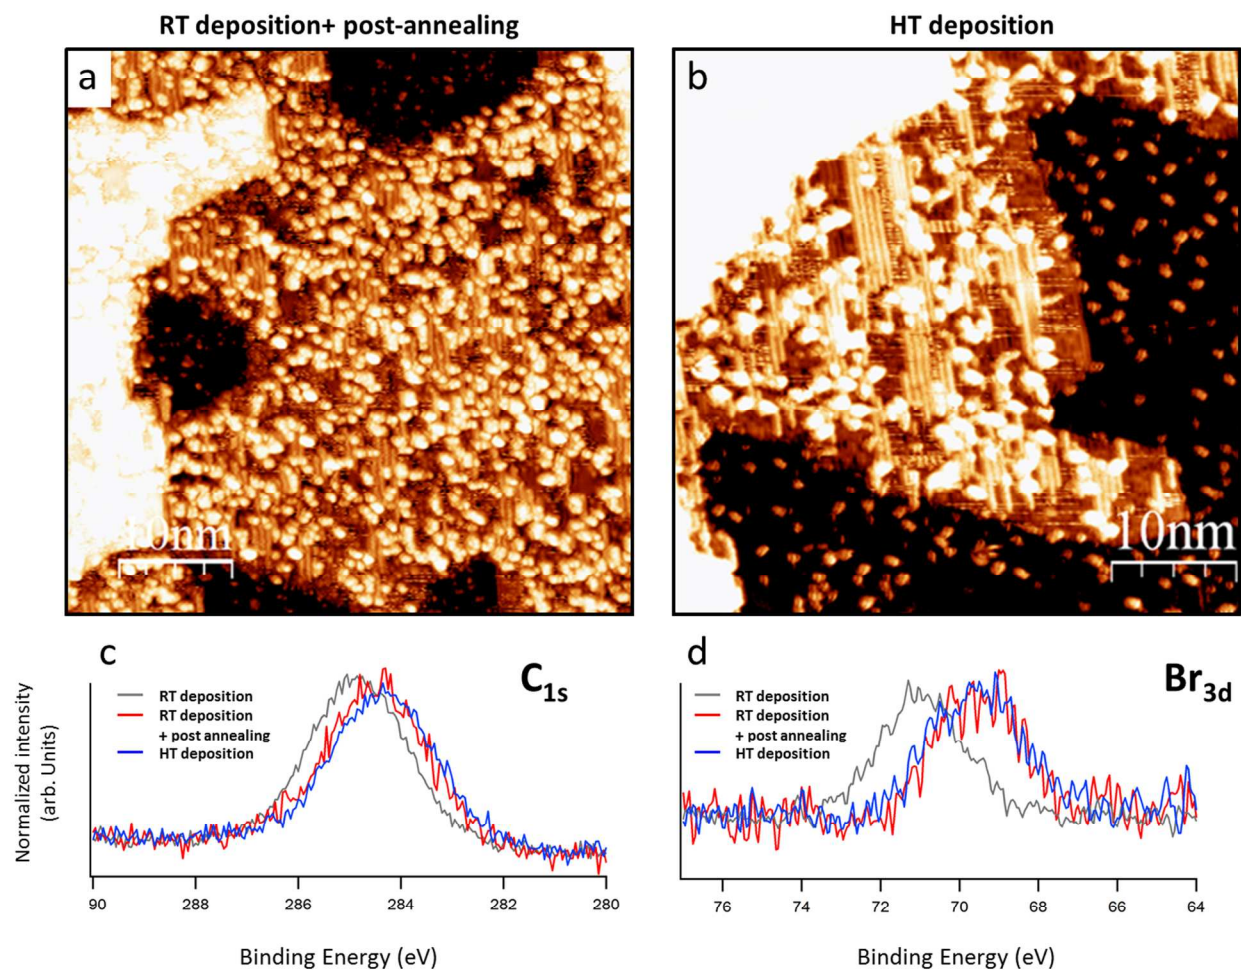 RT deposition+ post-annealing
HT deposition
a
10nm
b
10nm
c
C1s
RT deposition
RT deposition
+ post annealing
HT deposition
Normalized intensity
(arb. Units)
90
288
286
284
282
280
Binding Energy (eV)
d
Br3d
RT deposition
RT deposition
+ post annealing
HT deposition
76
74
72
70
68
66
64
Binding Energy (eV)